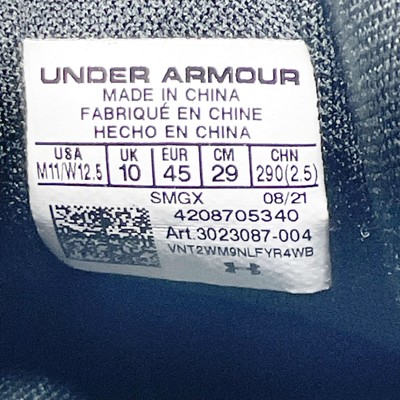 UNDER ARMOUR
MADE IN CHINA
FABRIQUÉ EN CHINE
HECHO EN CHINA
USA UK EUR CM CHN
M11/W12.5 10 45 29 290(2.5)
SMGX 08/21
4208705340
Art.3023087-004
VNT2WM9NLFYR4WB